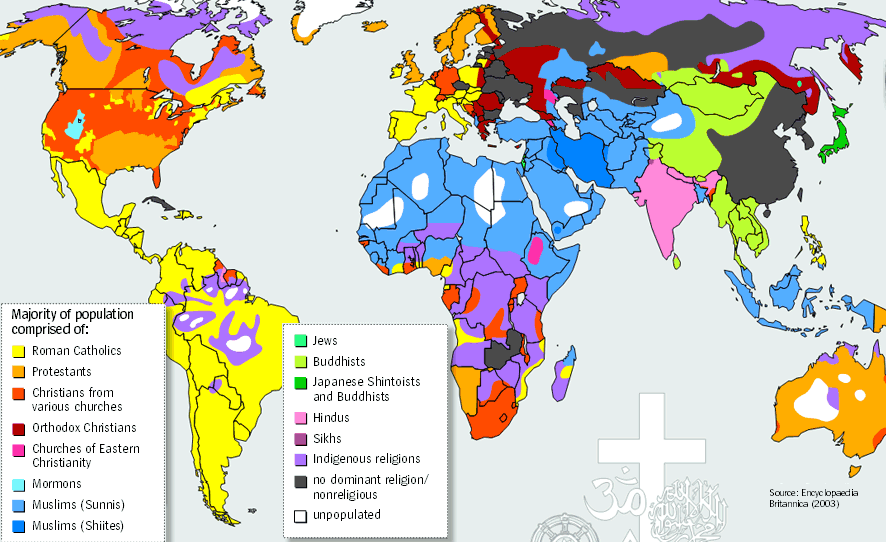 Majority of population
comprised of:
Roman Catholics
Protestants
Christians from
various churches
Orthodox Christians
Churches of Eastern
Christianity
Mormons
Muslims (Sunnis)
Muslims (Shiites)
Jews
Buddhists
Japanese Shintoists
and Buddhists
Hindus
Sikhs
Indigenous religions
no dominant religion/
nonreligious
unpopulated
Source: Encyclopaedia
Britannica (2003)